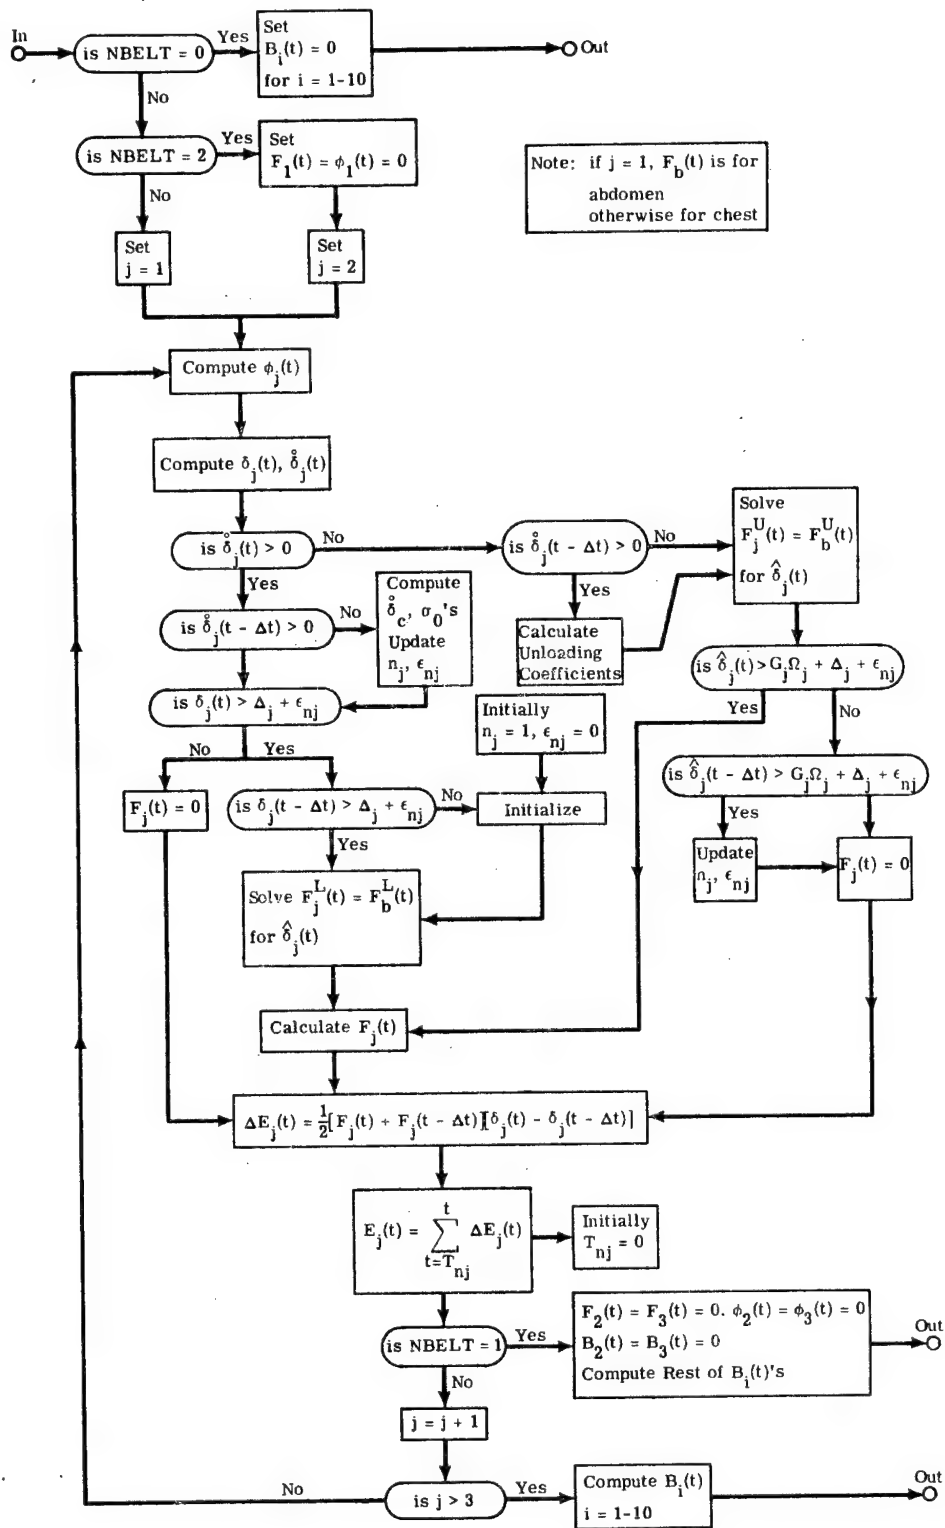 In
is NBELT = 0
Yes
Set
B_i(t) = 0
for i = 1-10
Out
No
is NBELT = 2
Yes
Set
F_1(t) = ϕ_1(t) = 0
Note: if j = 1, F_b(t) is for
abdomen
otherwise for chest
No
Set
j = 1
Set
j = 2
Compute ϕ_j(t)
Compute δ_j(t), δ̊_j(t)
is δ̊_j(t) > 0
No
is δ̊_j(t - Δt) > 0
No
Solve
F_j^U(t) = F_b^U(t)
for δ̂_j(t)
Yes
is δ̊_j(t - Δt) > 0
No
Compute
δ̊_c, σ_0's
Update
n_j, ϵ_nj
Yes
Calculate
Unloading
Coefficients
is δ̂_j(t) > G_jΩ_j + Δ_j + ϵ_nj
is δ_j(t) > Δ_j + ϵ_nj
Initially
n_j = 1, ϵ_nj = 0
Yes
No
No
Yes
is δ̂_j(t - Δt) > G_jΩ_j + Δ_j + ϵ_nj
F_j(t) = 0
is δ_j(t - Δt) > Δ_j + ϵ_nj
No
Initialize
Yes
Yes
Update
n_j, ϵ_nj
F_j(t) = 0
Solve F_j^L(t) = F_b^L(t)
for δ̂_j(t)
Calculate F_j(t)
ΔE_j(t) = 1/2[F_j(t) + F_j(t - Δt)][δ_j(t) - δ_j(t - Δt)]
E_j(t) = ∑_{t=T_nj}^{t} ΔE_j(t)
Initially
T_nj = 0
is NBELT = 1
Yes
F_2(t) = F_3(t) = 0. ϕ_2(t) = ϕ_3(t) = 0
B_2(t) = B_3(t) = 0
Compute Rest of B_i(t)'s
Out
No
j = j + 1
is j > 3
No
Yes
Compute B_i(t)
i = 1-10
Out